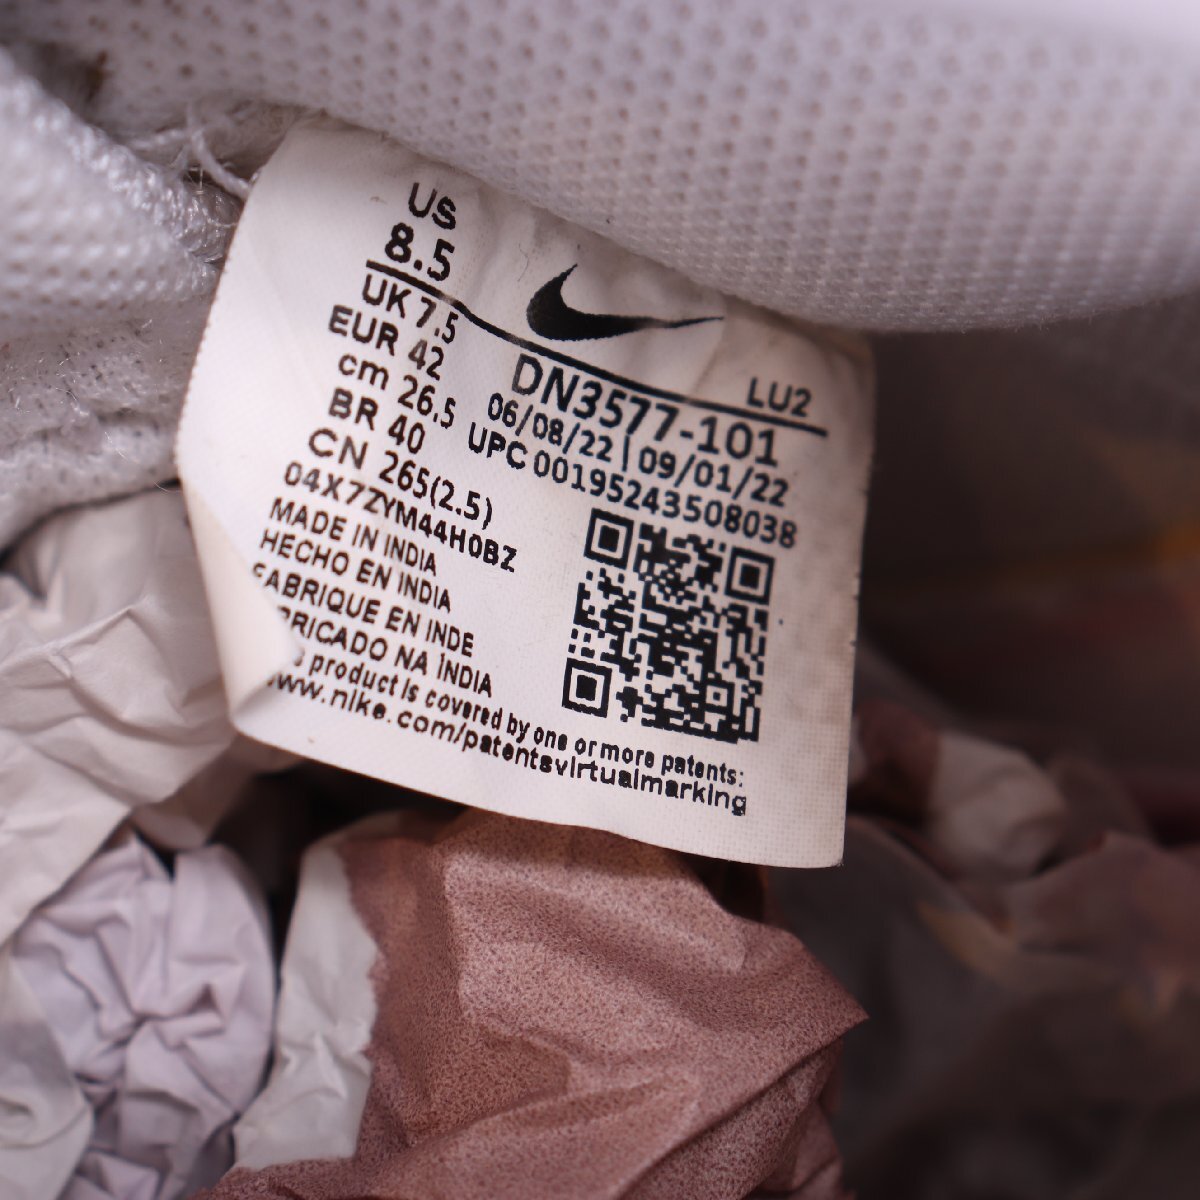 US
8.5
UK 7.5
EUR 42
cm 26.5
BR 40
CN 265(2.5)
LU2
DN3577-101
06/08/22 | 09/01/22
UPC 00195243508038
04X7ZYM44H0BZ
MADE IN INDIA
HECHO EN INDIA
FABRIQUE EN INDE
NA ÍNDIA
product is covered by one or more patents:
www.nike.com/patentsvirtualmarking